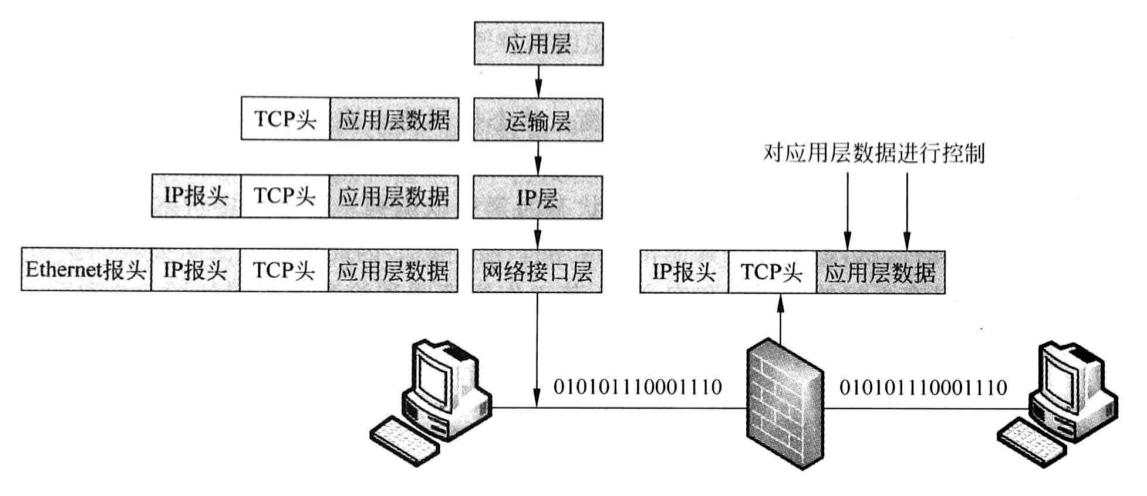 应用层
TCP头 应用层数据 运输层
对应用层数据进行控制
IP报头 TCP头 应用层数据 IP层
Ethernet报头 IP报头 TCP头 应用层数据 网络接口层 IP报头 TCP头 应用层数据
010101110001110 010101110001110